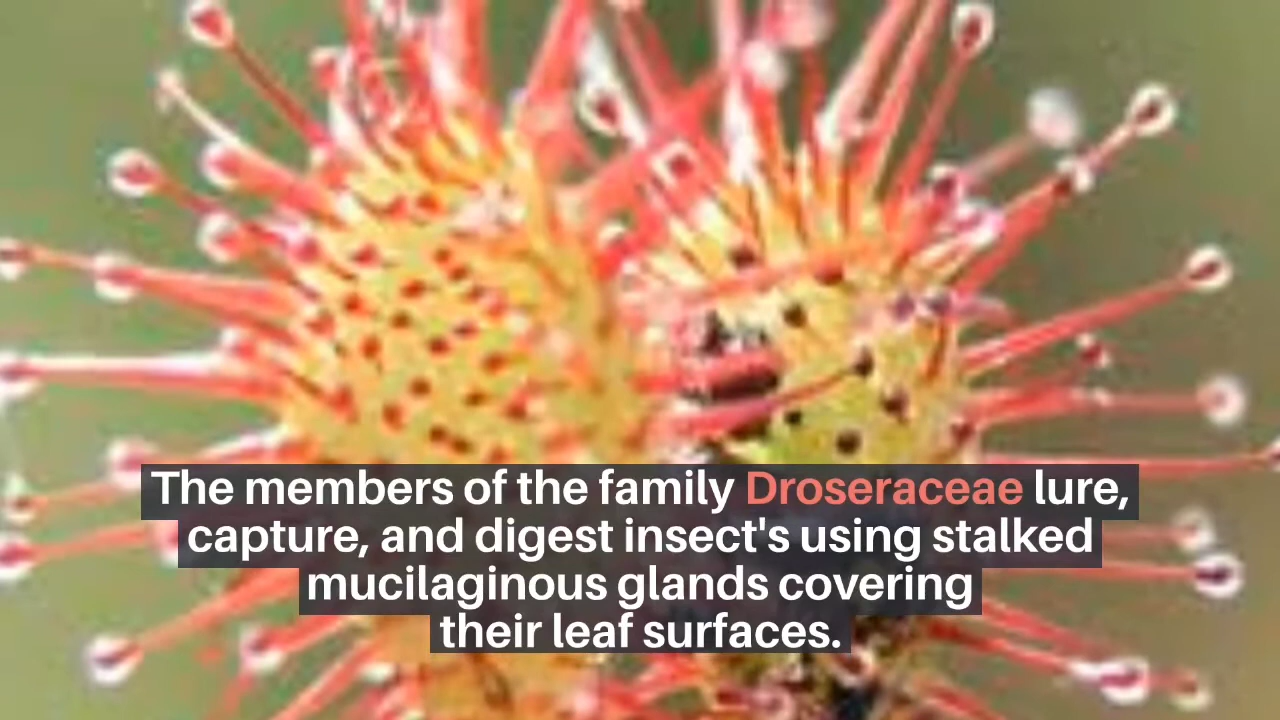 The members of the family Droseraceae lure,
capture, and digest insect's using stalked
mucilaginous glands covering
their leaf surfaces.